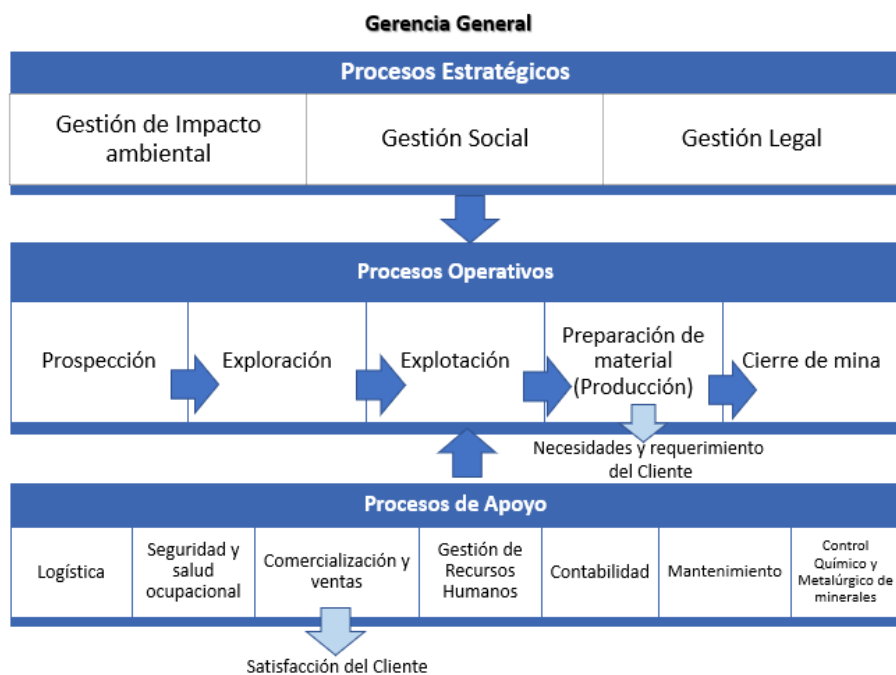 Gerencia General
Procesos Estratégicos
Gestión de Impacto
ambiental
Gestión Social
Gestión Legal
Procesos Operativos
Prospección
Exploración
Explotación
Preparación de
material
(Producción)
Cierre de mina
Necesidades y requerimiento
del Cliente
Procesos de Apoyo
Logística
Seguridad y
salud
ocupacional
Comercialización y
ventas
Gestión de
Recursos
Humanos
Contabilidad
Mantenimiento
Control
Químico y
Metalúrgico de
minerales
Satisfacción del Cliente